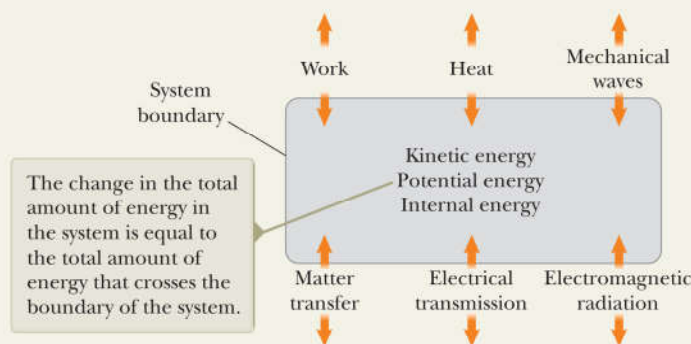 Work
Heat
Mechanical
waves
System
boundary
Kinetic energy
Potential energy
Internal energy
The change in the total
amount of energy in
the system is equal to
the total amount of
energy that crosses the
boundary of the system.
Matter
transfer
Electrical
transmission
Electromagnetic
radiation